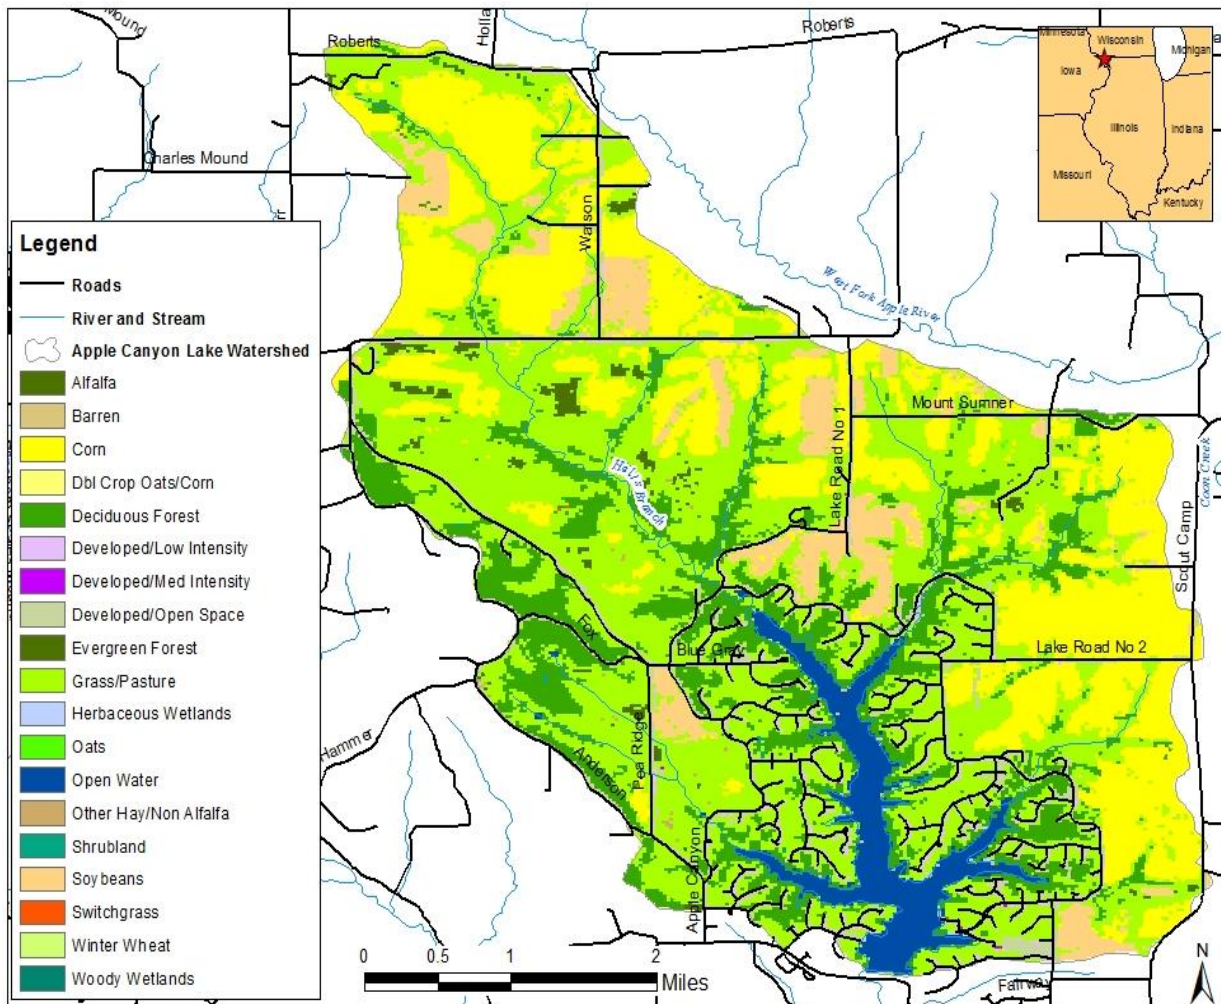 Mound
Roberts
Holla
Roberts
Minnesota
Wisconsin
Michigan
Iowa
Illinois
Indiana
Missouri
Kentucky
Charles Mound
Watson
West Fork Apple River
Legend
Roads
River and Stream
Apple Canyon Lake Watershed
Alfalfa
Barren
Corn
Dbl Crop Oats/Corn
Deciduous Forest
Developed/Low Intensity
Developed/Med Intensity
Developed/Open Space
Evergreen Forest
Grass/Pasture
Herbaceous Wetlands
Oats
Open Water
Other Hay/Non Alfalfa
Shrubland
Soybeans
Switchgrass
Winter Wheat
Woody Wetlands
Mount Sumner
Lake Road No 1
Hells Branch
Coon Creek
Scout Camp
Fox
Blue Gray
Lake Road No 2
Pea Ridge
Hammer
Anderson
Apple Canyon
0 0.5 1 2
Miles
Fairway
N